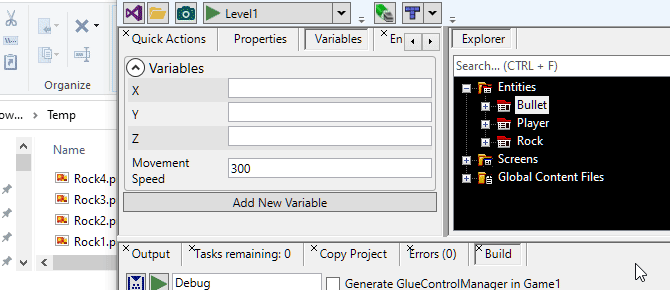 Level1
Organize
Quick Actions
Properties
Variables
En
Explorer
Variables
X
Y
Z
Movement
Speed
300
Add New Variable
Search... (CTRL + F)
Entities
Bullet
Player
Rock
Screens
Global Content Files
ow...
Temp
Name
Rock4.p
Rock3.p
Rock2.p
Rock1.p
Output
Tasks remaining: 0
Copy Project
Errors (0)
Build
Debug
Generate GlueControlManager in Game1